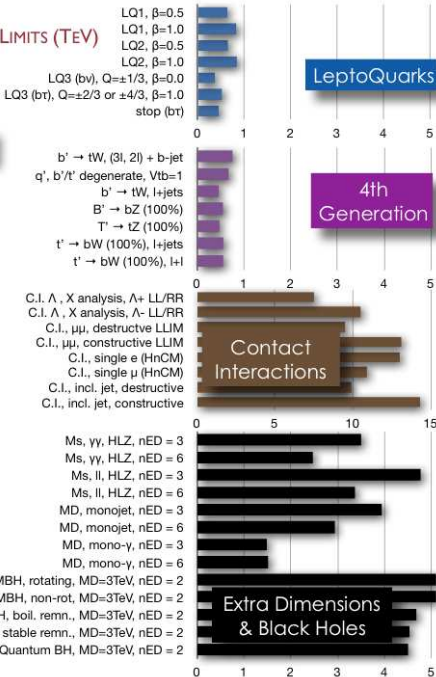 LIMITS (TEV)
LQ1, β=0.5
LQ1, β=1.0
LQ2, β=0.5
LQ2, β=1.0
LQ3 (bν), Q=±1/3, β=0.0
LQ3 (bτ), Q=±2/3 or ±4/3, β=1.0
stop (bτ)
LeptoQuarks
0 1 2 3 4 5
b' → tW, (3l, 2l) + b-jet
q', b'/t' degenerate, Vtb=1
b' → tW, l+jets
B' → bZ (100%)
T' → tZ (100%)
t' → bW (100%), l+jets
t' → bW (100%), l+l
4th
Generation
0 1 2 3 4 5
C.I. Λ , X analysis, Λ+ LL/RR
C.I. Λ , X analysis, Λ- LL/RR
C.I., μμ, destructve LLIM
C.I., μμ, constructive LLIM
C.I., single e (HnCM)
C.I., single μ (HnCM)
C.I., incl. jet, destructive
C.I., incl. jet, constructive
Contact
Interactions
0 5 10 15
Ms, γγ, HLZ, nED = 3
Ms, γγ, HLZ, nED = 6
Ms, ll, HLZ, nED = 3
Ms, ll, HLZ, nED = 6
MD, monojet, nED = 3
MD, monojet, nED = 6
MD, mono-γ, nED = 3
MD, mono-γ, nED = 6
MBH, rotating, MD=3TeV, nED = 2
MBH, non-rot, MD=3TeV, nED = 2
H, boil. remn., MD=3TeV, nED = 2
stable remn., MD=3TeV, nED = 2
Quantum BH, MD=3TeV, nED = 2
Extra Dimensions
& Black Holes
0 1 2 3 4 5